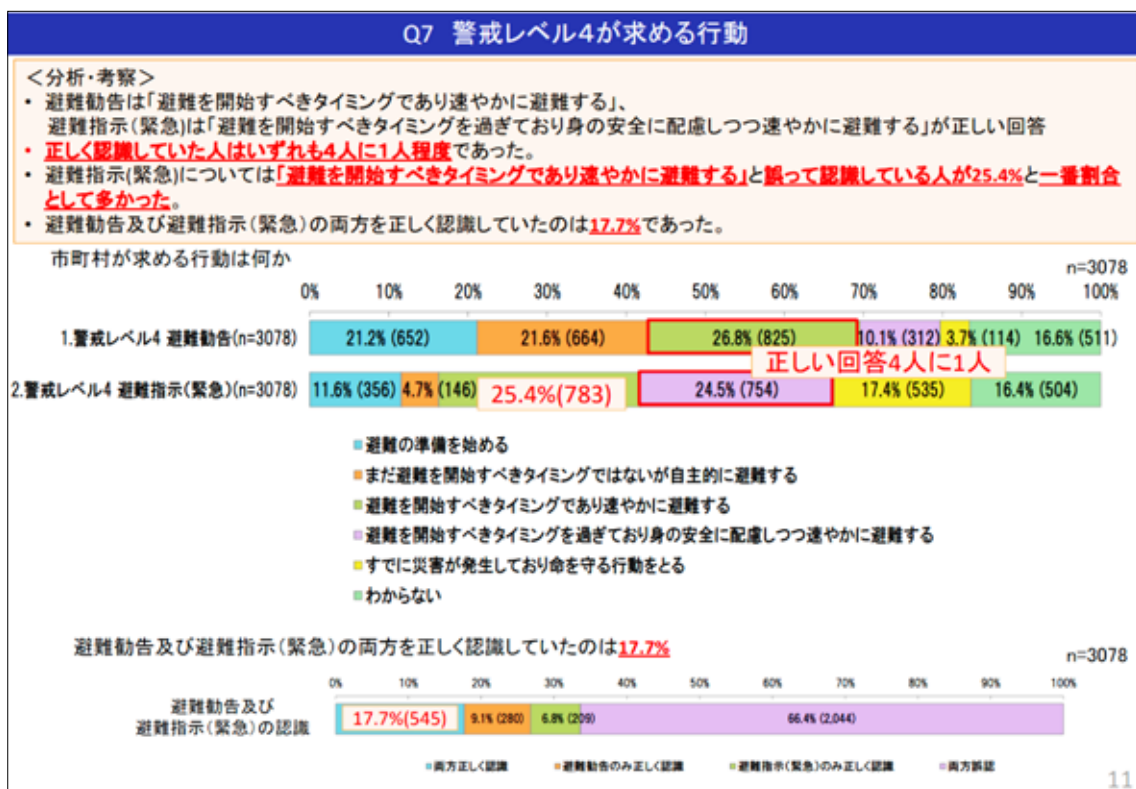 Q7 警戒レベル４が求める行動
＜分析・考察＞
• 避難勧告は「避難を開始すべきタイミングであり速やかに避難する」、
避難指示（緊急）は「避難を開始すべきタイミングを過ぎており身の安全に配慮しつつ速やかに避難する」が正しい回答
• 正しく認識していた人はいずれも4人に1人程度であった。
• 避難指示(緊急)については「避難を開始すべきタイミングであり速やかに避難する」と誤って認識している人が25.4%と一番割合
として多かった。
• 避難勧告及び避難指示（緊急）の両方を正しく認識していたのは17.7%であった。
市町村が求める行動は何か
n=3078
0% 10% 20% 30% 40% 50% 60% 70% 80% 90% 100%
1.警戒レベル4 避難勧告(n=3078) 21.2% (652) 21.6% (664) 26.8% (825) 10.1% (312) 3.7% (114) 16.6% (511)
正しい回答4人に1人
2.警戒レベル4 避難指示（緊急）(n=3078) 11.6% (356) 4.7% (146) 25.4%(783) 24.5% (754) 17.4% (535) 16.4% (504)
避難の準備を始める
まだ避難を開始すべきタイミングではないが自主的に避難する
避難を開始すべきタイミングであり速やかに避難する
避難を開始すべきタイミングを過ぎており身の安全に配慮しつつ速やかに避難する
すでに災害が発生しており命を守る行動をとる
わからない
避難勧告及び避難指示（緊急）の両方を正しく認識していたのは17.7%
n=3078
0% 10% 20% 30% 40% 50% 60% 70% 80% 90% 100%
避難勧告及び
避難指示（緊急）の認識
17.7%(545) 9.1% (280) 6.8% (209) 66.4% (2,044)
両方正しく認識 避難勧告のみ正しく認識 避難指示（緊急）のみ正しく認識 両方誤認
11